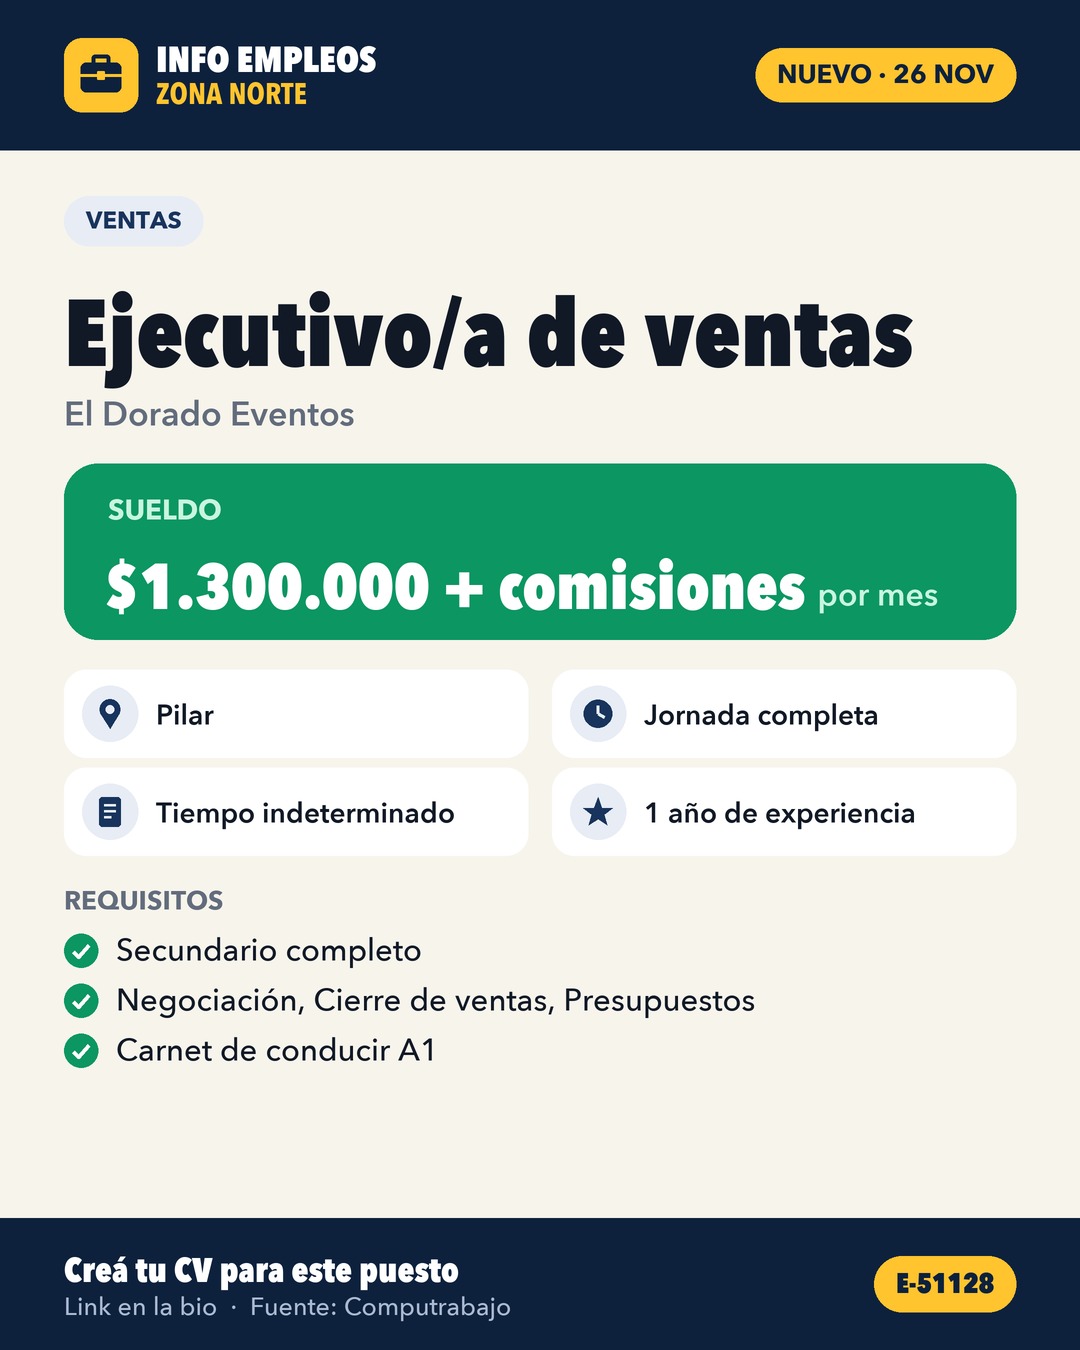 INFO EMPLEOS
ZONA NORTE
NUEVO · 26 NOV
VENTAS
Ejecutivo/a de ventas
El Dorado Eventos
SUELDO
$1.300.000 + comisiones por mes
Pilar
Jornada completa
Tiempo indeterminado
1 año de experiencia
REQUISITOS
Secundario completo
Negociación, Cierre de ventas, Presupuestos
Carnet de conducir A1
Creá tu CV para este puesto
Link en la bio · Fuente: Computrabajo
E-51128